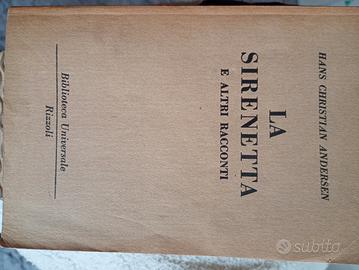 HANS CHRISTIAN ANDERSEN
LA
SIRENETTA
E ALTRI RACCONTI
Biblioteca Universale
Rizzoli
subito